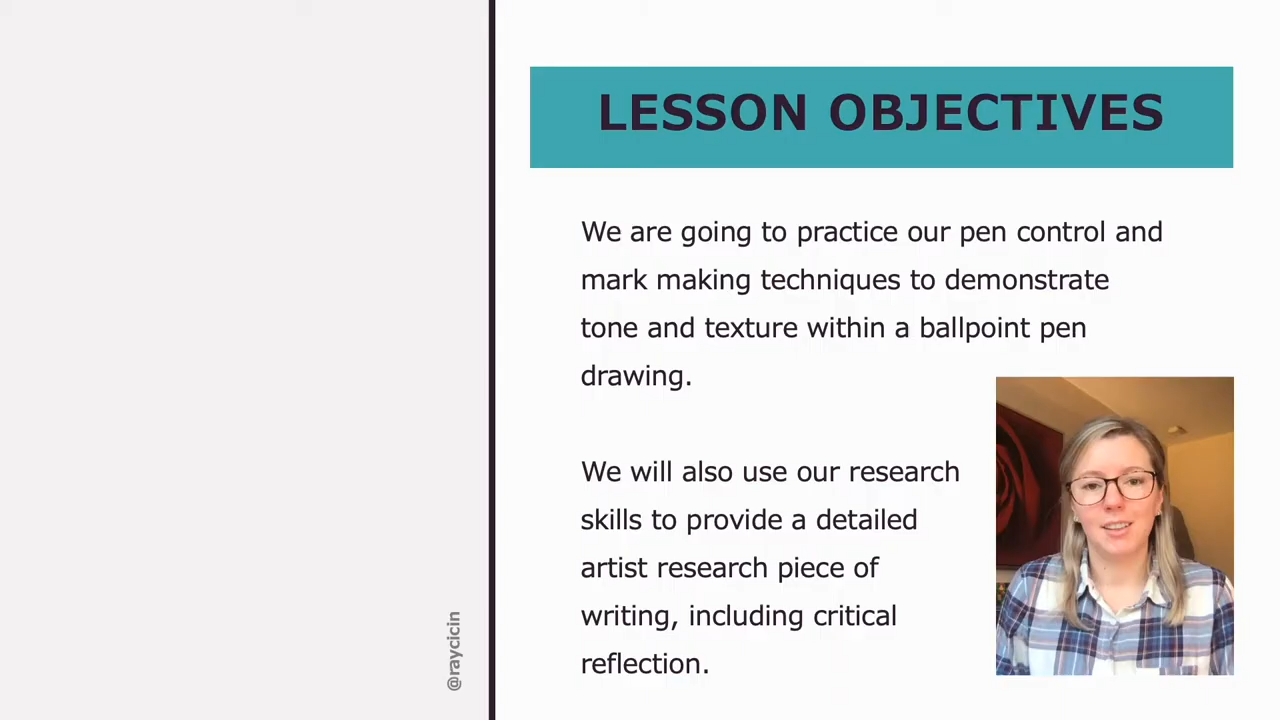 LESSON OBJECTIVES
We are going to practice our pen control and
mark making techniques to demonstrate
tone and texture within a ballpoint pen
drawing.
We will also use our research
skills to provide a detailed
artist research piece of
writing, including critical
reflection.
@raycicin